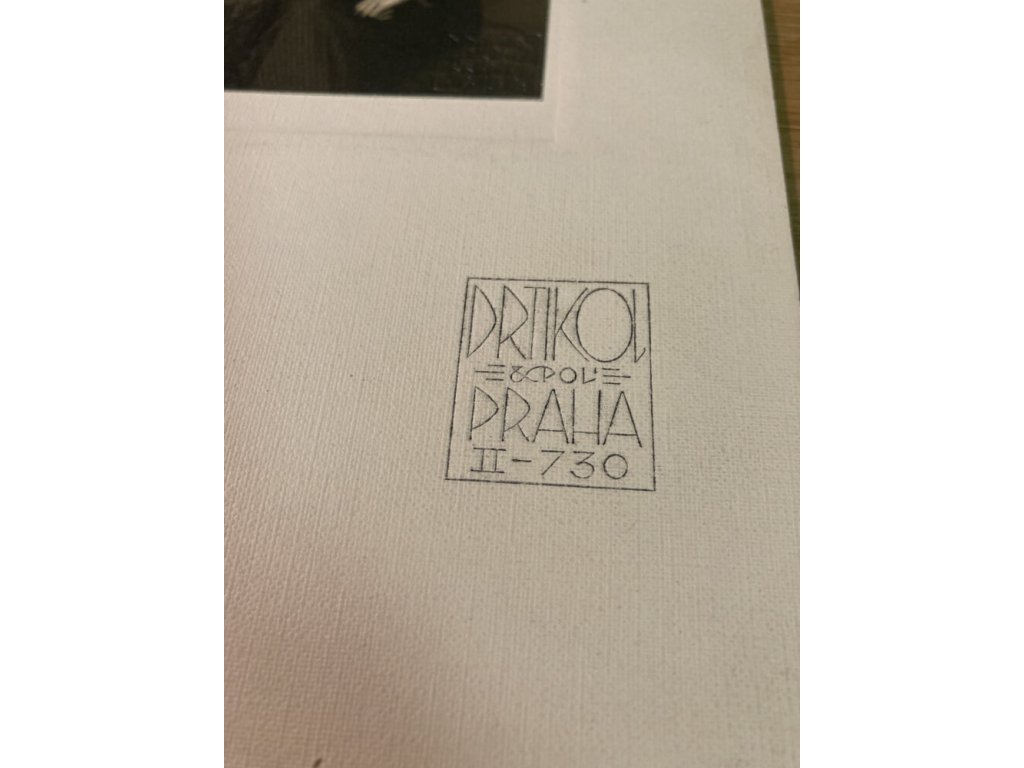 DRTIKOL
& POL
PRAHA
II-730